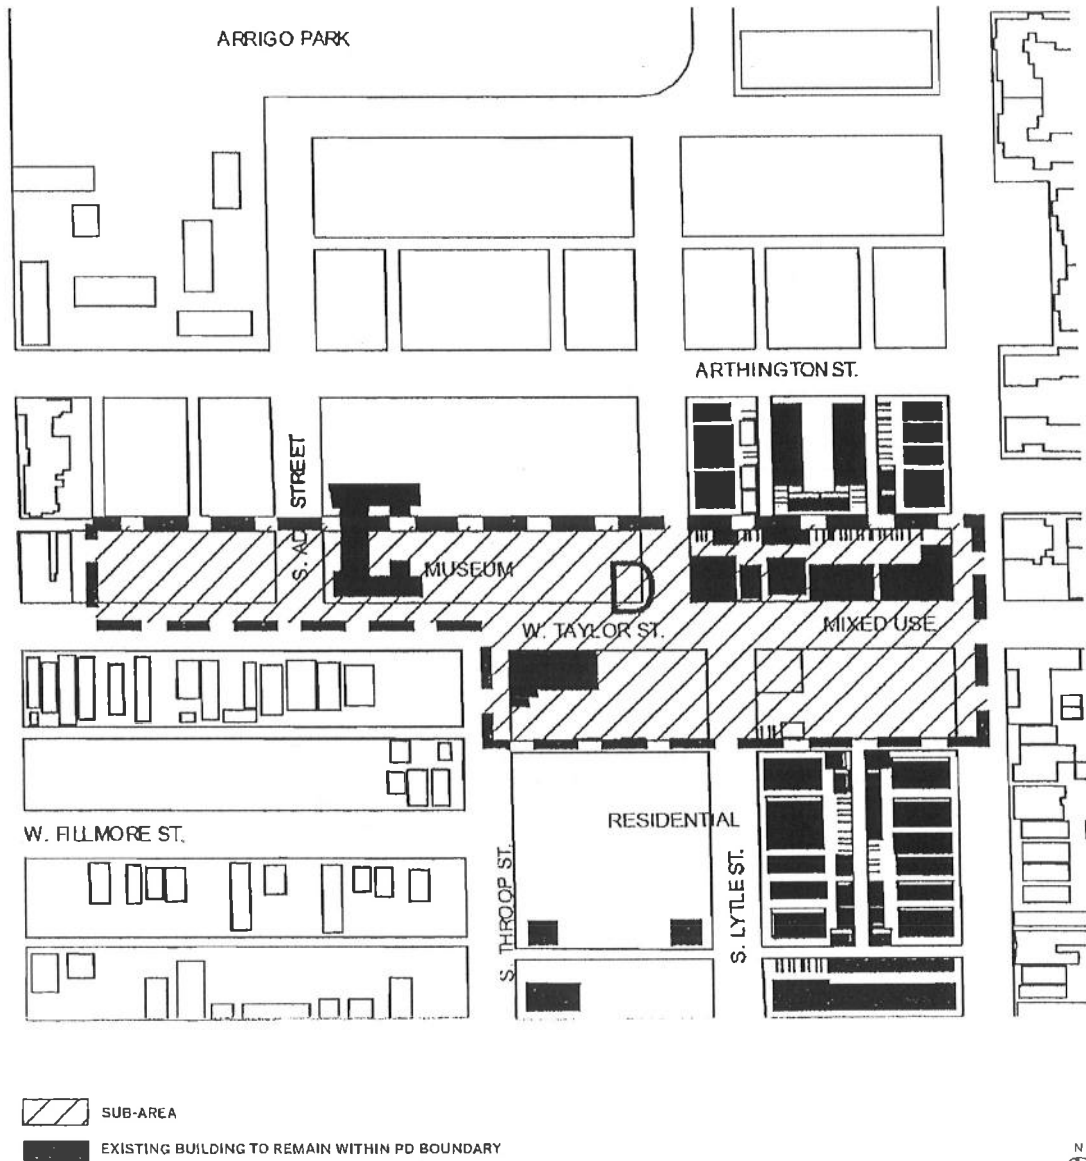 ARRIGO PARK
ARTHINGTON ST.
S. AD STREET
MUSEUM
D
W. TAYLOR ST.
MIXED USE
RESIDENTIAL
W. FILLMORE ST.
S. THROOP ST.
S. LYTLE ST.
SUB-AREA
EXISTING BUILDING TO REMAIN WITHIN PD BOUNDARY
N